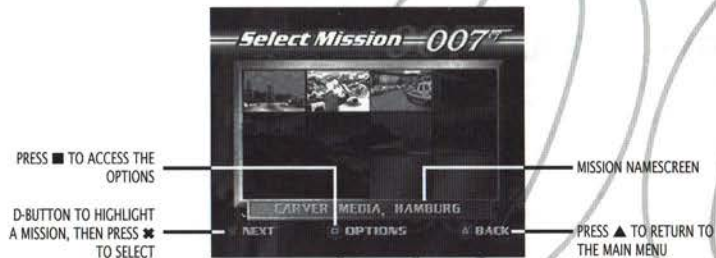 Select Mission 007
PRESS ■ TO ACCESS THE
OPTIONS
MISSION NAMESCREEN
CARVER MEDIA, HAMBURG
D-BUTTON TO HIGHLIGHT
A MISSION, THEN PRESS ✖
TO SELECT
NEXT
OPTIONS
BACK
PRESS ▲ TO RETURN TO
THE MAIN MENU